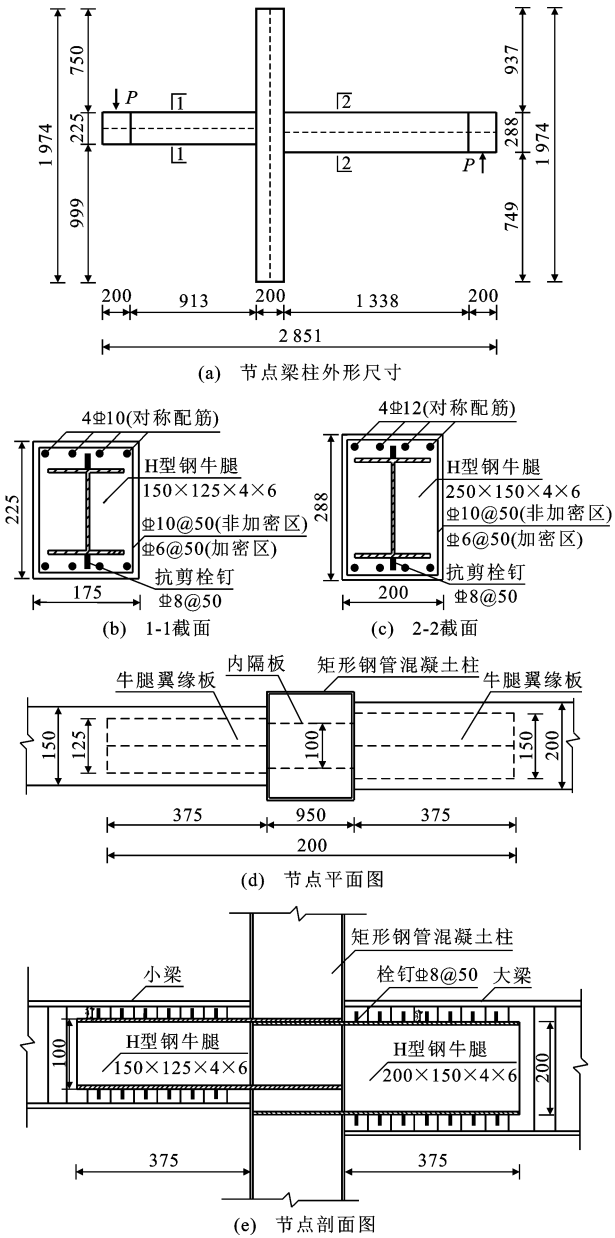 750
225
999
1 974
P
1
1
2
2
P
937
288
749
1 974
200
913
200
1 338
200
2 851
(a) 节点梁柱外形尺寸
4Φ10(对称配筋)
H型钢牛腿
150×125×4×6
Φ10@50(非加密区)
Φ6@50(加密区)
抗剪栓钉
Φ8@50
225
175
(b) 1-1截面
4Φ12(对称配筋)
H型钢牛腿
250×150×4×6
Φ10@50(非加密区)
Φ6@50(加密区)
抗剪栓钉
Φ8@50
288
200
(c) 2-2截面
牛腿翼缘板
内隔板
矩形钢管混凝土柱
牛腿翼缘板
150
125
100
150
200
375
950
375
200
(d) 节点平面图
小梁
矩形钢管混凝土柱
栓钉Φ8@50
大梁
100
H型钢牛腿
150×125×4×6
H型钢牛腿
200×150×4×6
200
375
375
(e) 节点剖面图